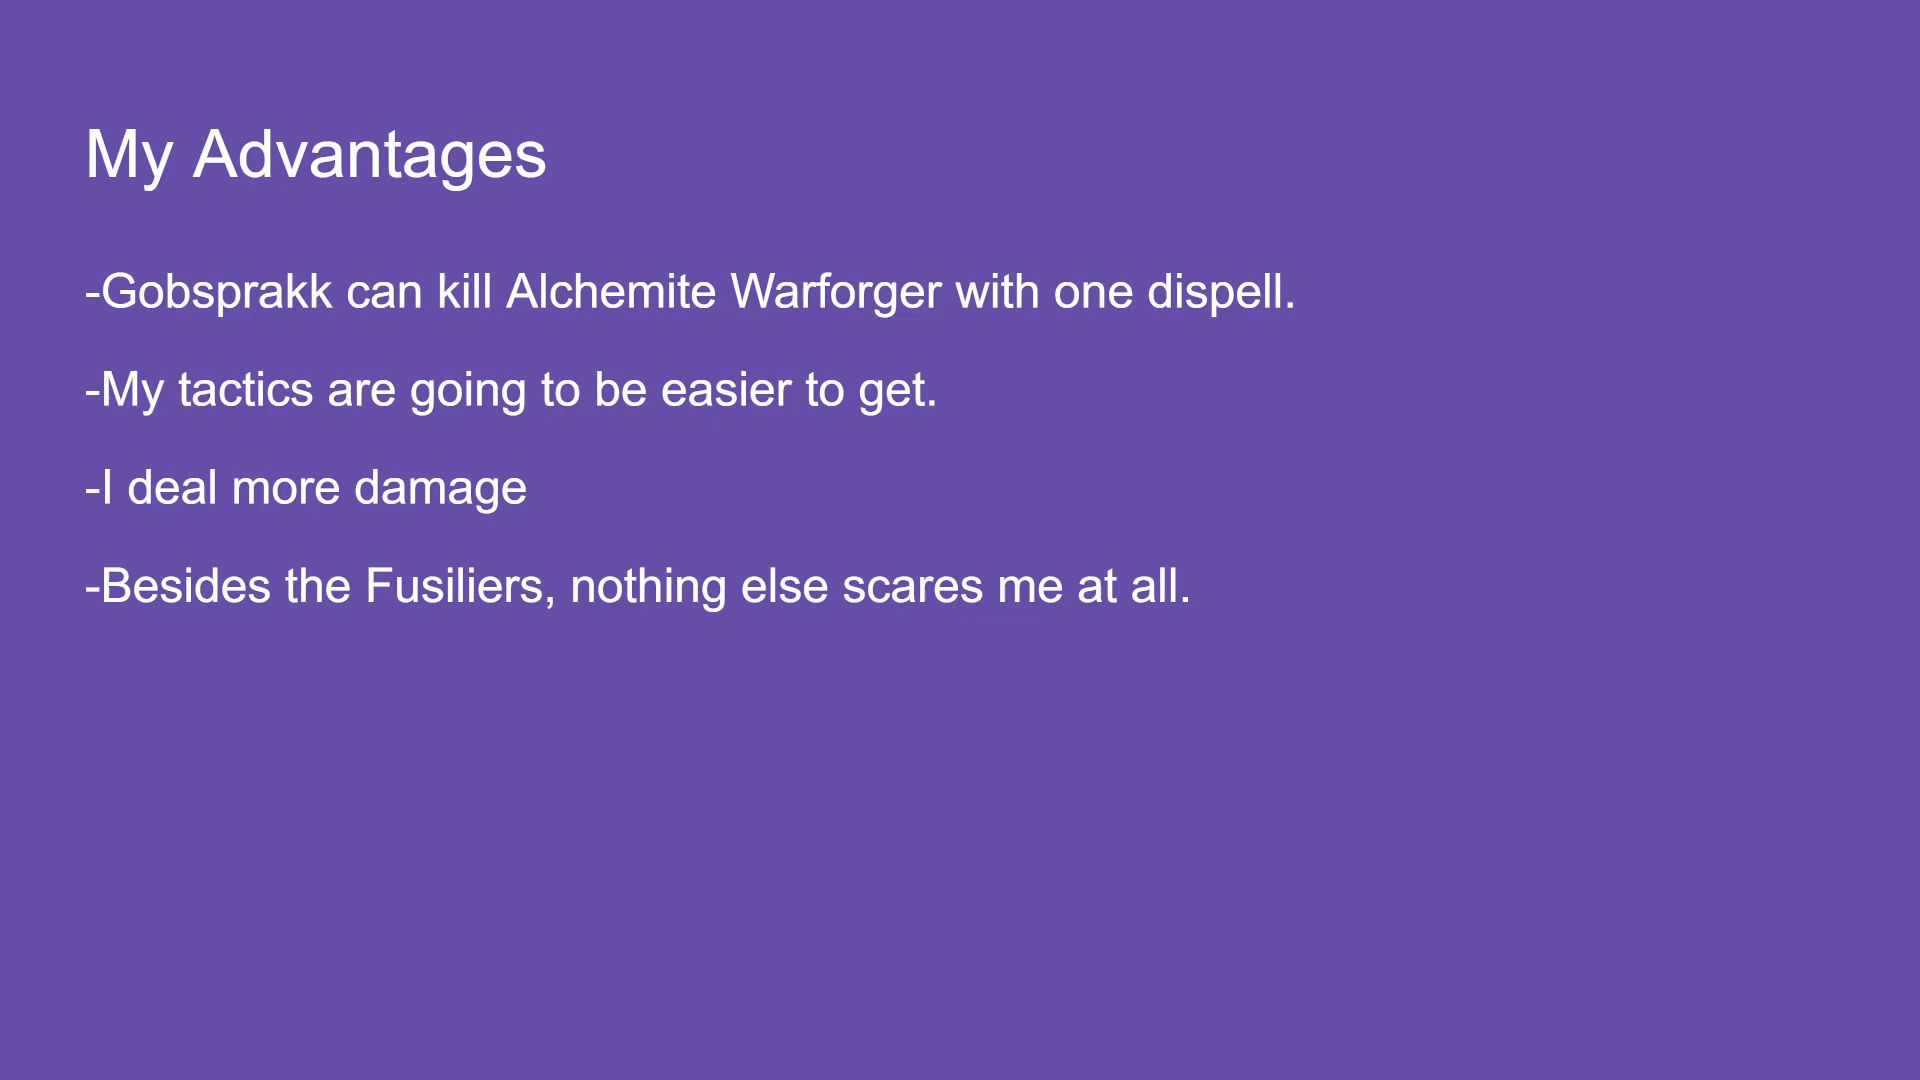 My Advantages
-Gobsprakk can kill Alchemite Warforger with one dispell.
-My tactics are going to be easier to get.
-I deal more damage
-Besides the Fusiliers, nothing else scares me at all.